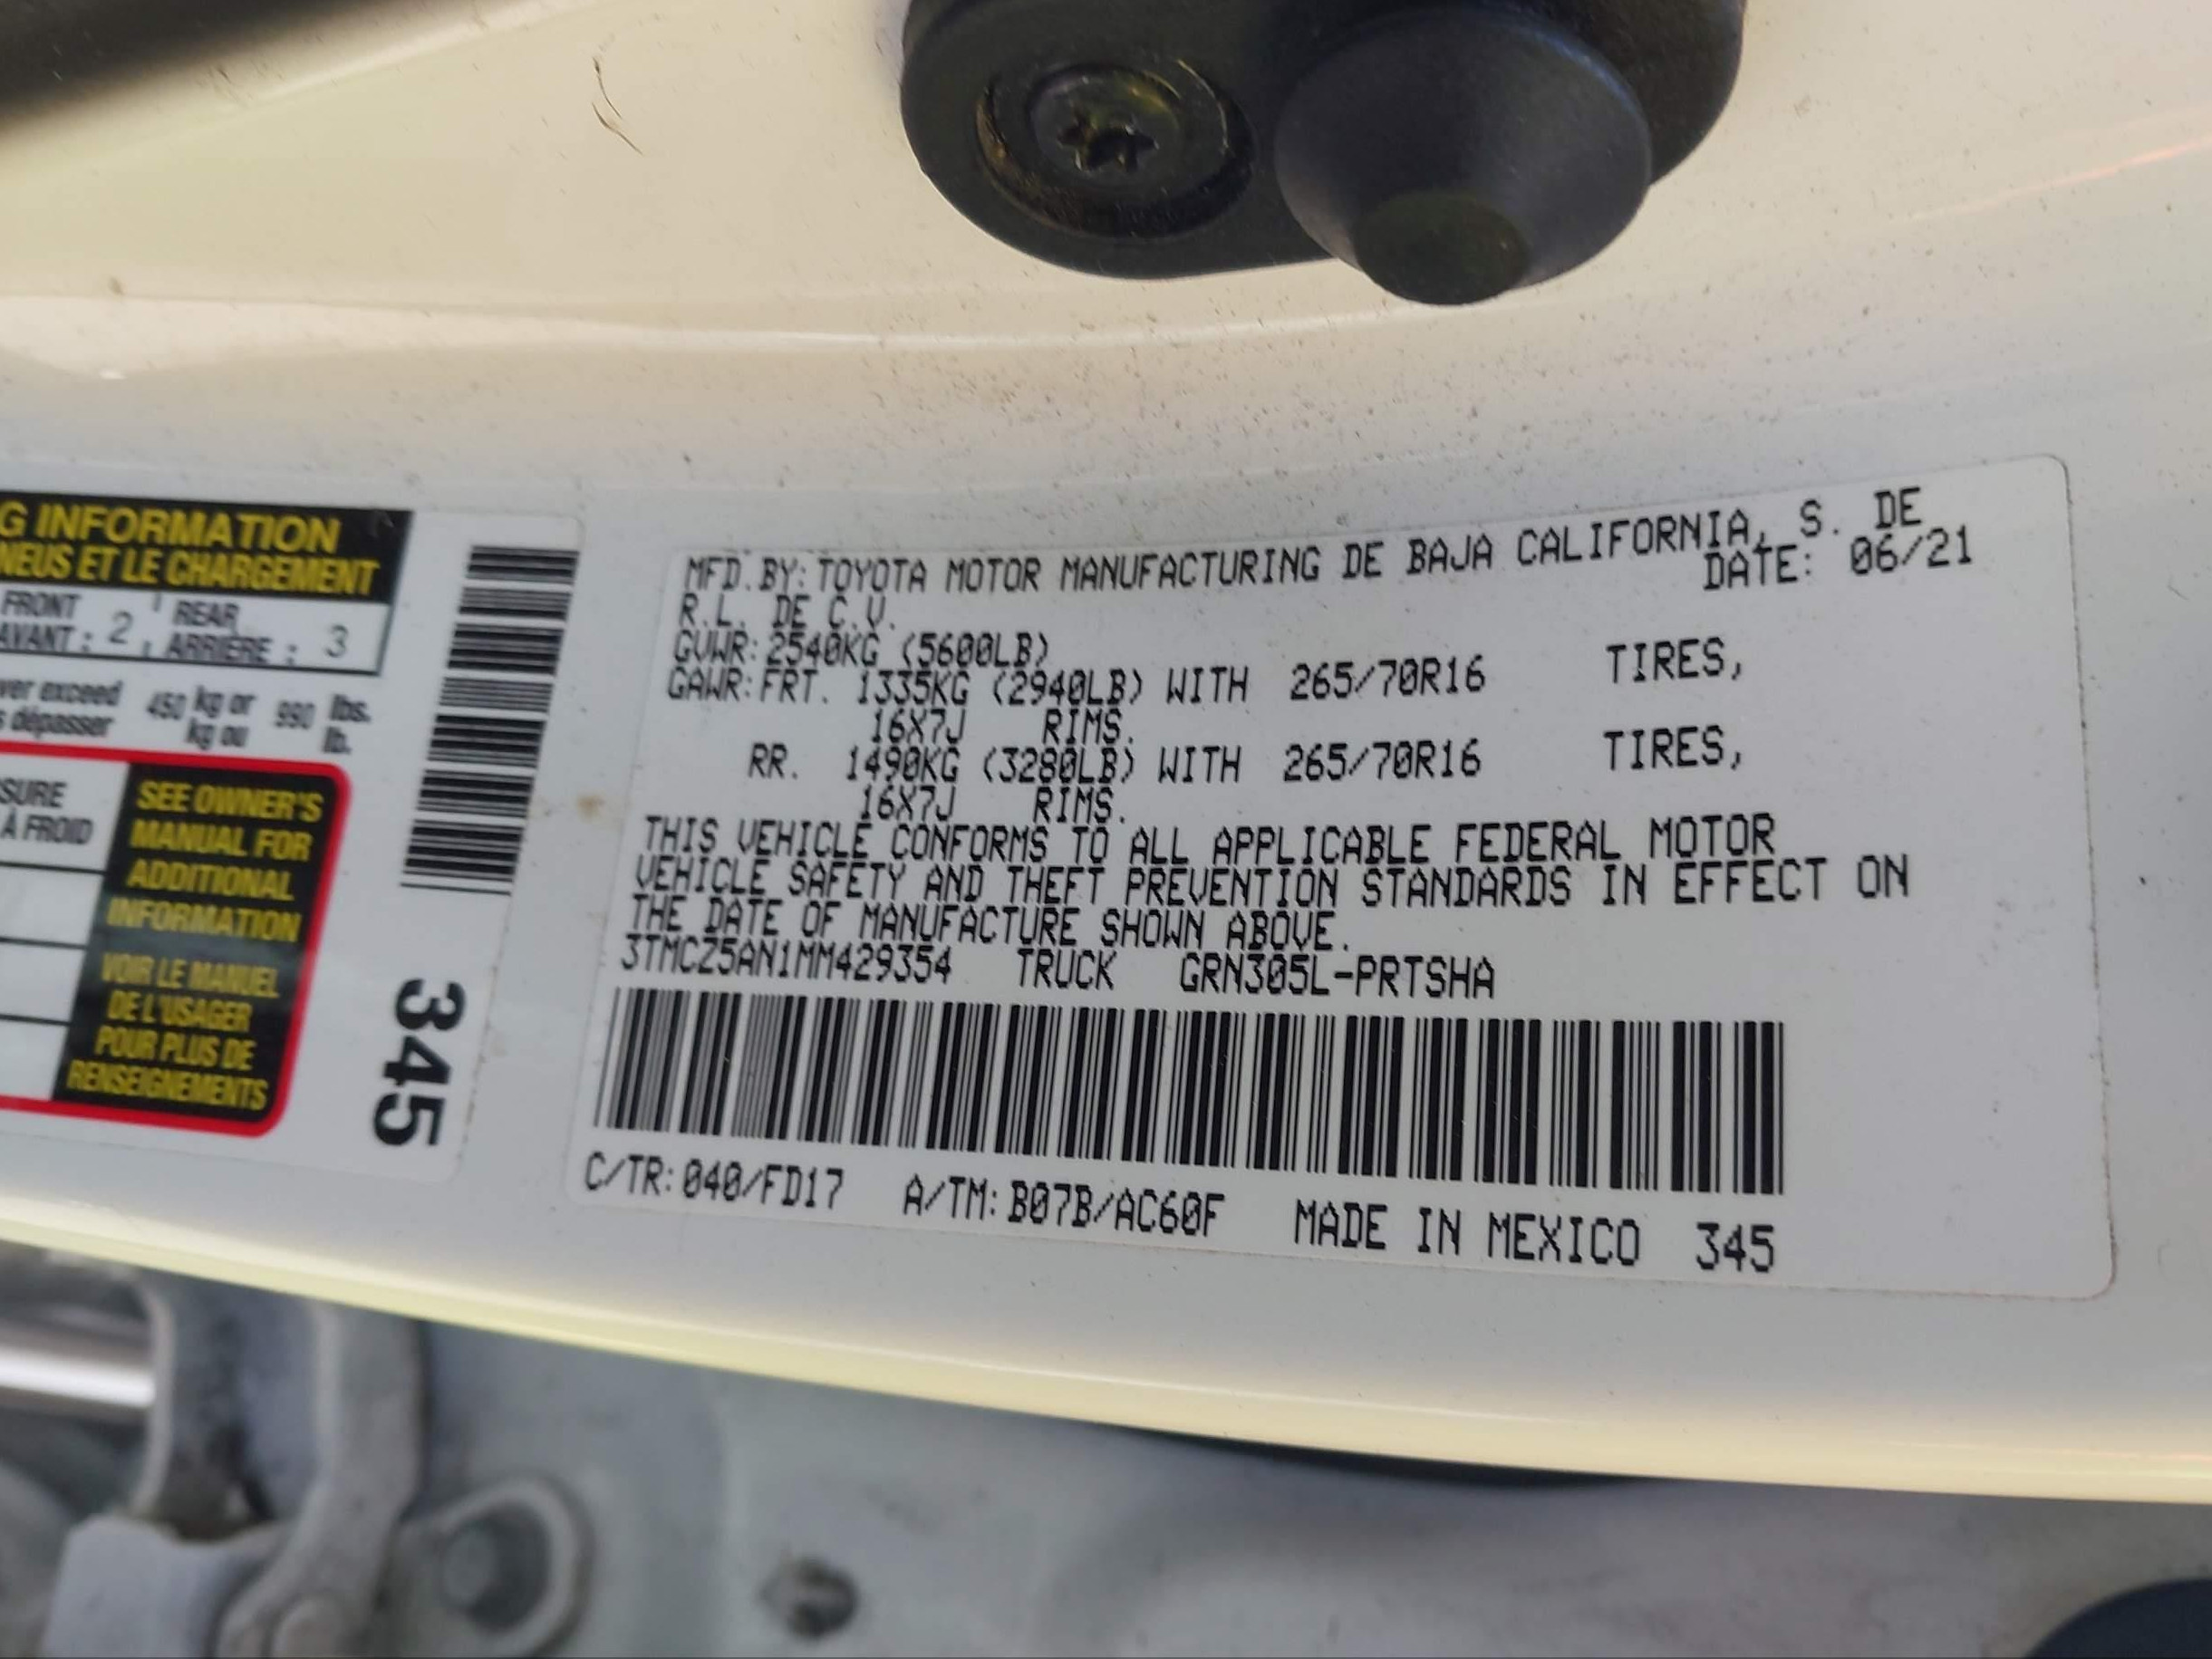 G INFORMATION
NEUS ET LE CHARGEMENT
FRONT REAR
AVANT : 2 , ARRIÈRE : 3
ver exceed 450 kg or 990 lbs.
s dépasser kg ou lb.
SURE
À FROID
SEE OWNER'S
MANUAL FOR
ADDITIONAL
INFORMATION
VOIR LE MANUEL
DE L'USAGER
POUR PLUS DE
RENSEIGNEMENTS
345
MFD.BY:TOYOTA MOTOR MANUFACTURING DE BAJA CALIFORNIA, S. DE
R.L. DE C.V. DATE: 06/21
GVWR:2540KG (5600LB)
GAWR:FRT. 1335KG (2940LB) WITH 265/70R16 TIRES,
16X7J RIMS.
RR. 1490KG (3280LB) WITH 265/70R16 TIRES,
16X7J RIMS.
THIS VEHICLE CONFORMS TO ALL APPLICABLE FEDERAL MOTOR
VEHICLE SAFETY AND THEFT PREVENTION STANDARDS IN EFFECT ON
THE DATE OF MANUFACTURE SHOWN ABOVE.
3TMCZ5AN1MM429354 TRUCK GRN305L-PRTSHA
C/TR:040/FD17 A/TM:B07B/AC60F MADE IN MEXICO 345